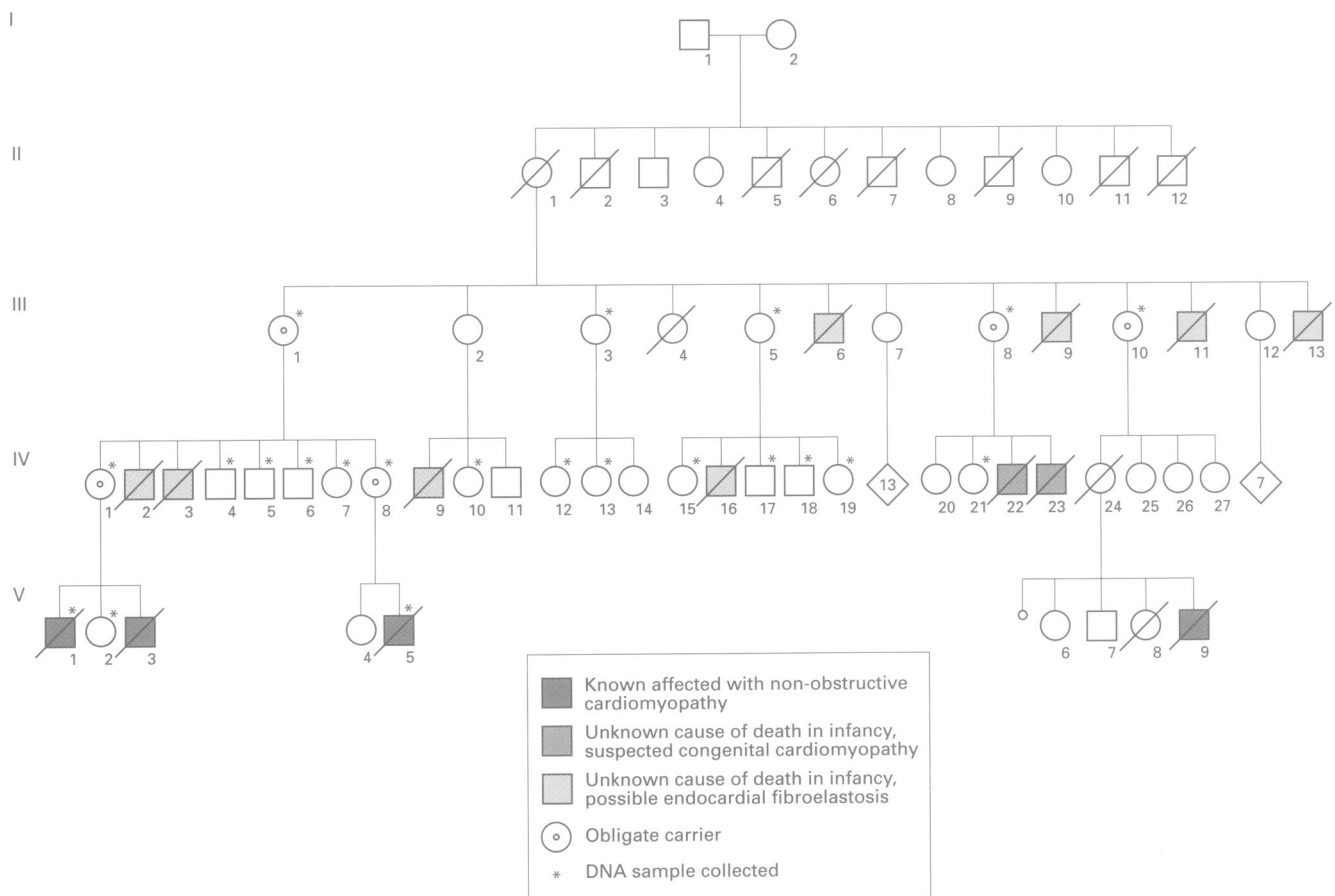 I
1 2
II
1 2 3 4 5 6 7 8 9 10 11 12
III
* * * * *
1 2 3 4 5 6 7 8 9 10 11 12 13
IV
* * * * * * * * * * * * * *
13 7
1 2 3 4 5 6 7 8 9 10 11 12 13 14 15 16 17 18 19 20 21 22 23 24 25 26 27
V
* * *
1 2 3 4 5 6 7 8 9
Known affected with non-obstructive
cardiomyopathy
Unknown cause of death in infancy,
suspected congenital cardiomyopathy
Unknown cause of death in infancy,
possible endocardial fibroelastosis
Obligate carrier
* DNA sample collected